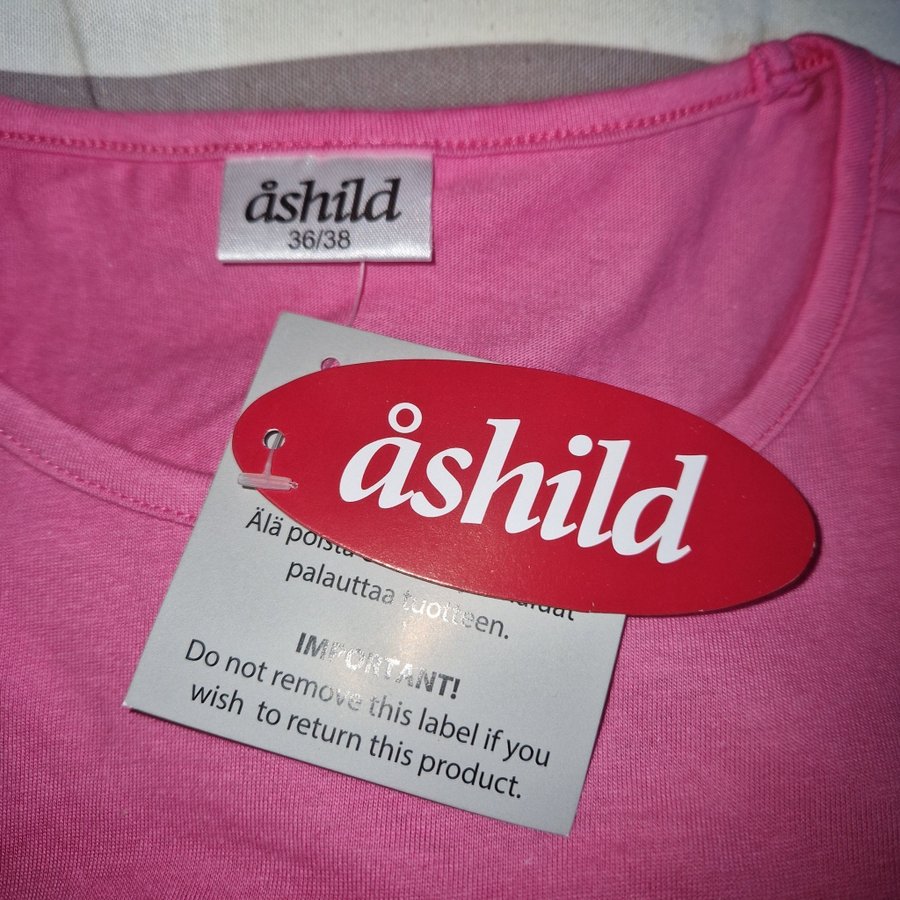 åshild
36/38
åshild
Älä poista
palauttaa tuotteen.
IMPORTANT!
Do not remove this label if you
wish to return this product.